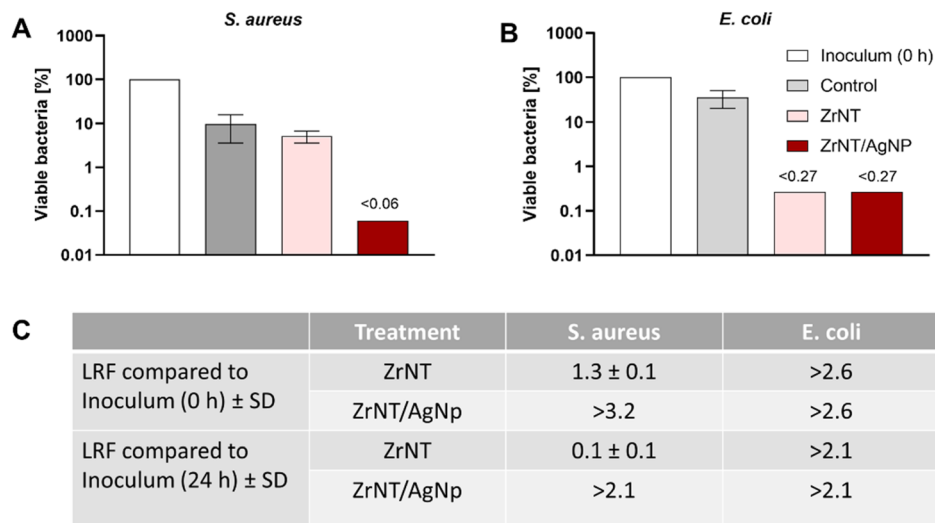 A
S. aureus
Viable bacteria [%]
1000
100
10
1
0.1
0.01
<0.06
B
E. coli
Viable bacteria [%]
1000
100
10
1
0.1
0.01
<0.27
<0.27
Inoculum (0 h)
Control
ZrNT
ZrNT/AgNP
C
Treatment S. aureus E. coli
LRF compared to
Inoculum (0 h) ± SD
ZrNT 1.3 ± 0.1 >2.6
ZrNT/AgNp >3.2 >2.6
LRF compared to
Inoculum (24 h) ± SD
ZrNT 0.1 ± 0.1 >2.1
ZrNT/AgNp >2.1 >2.1